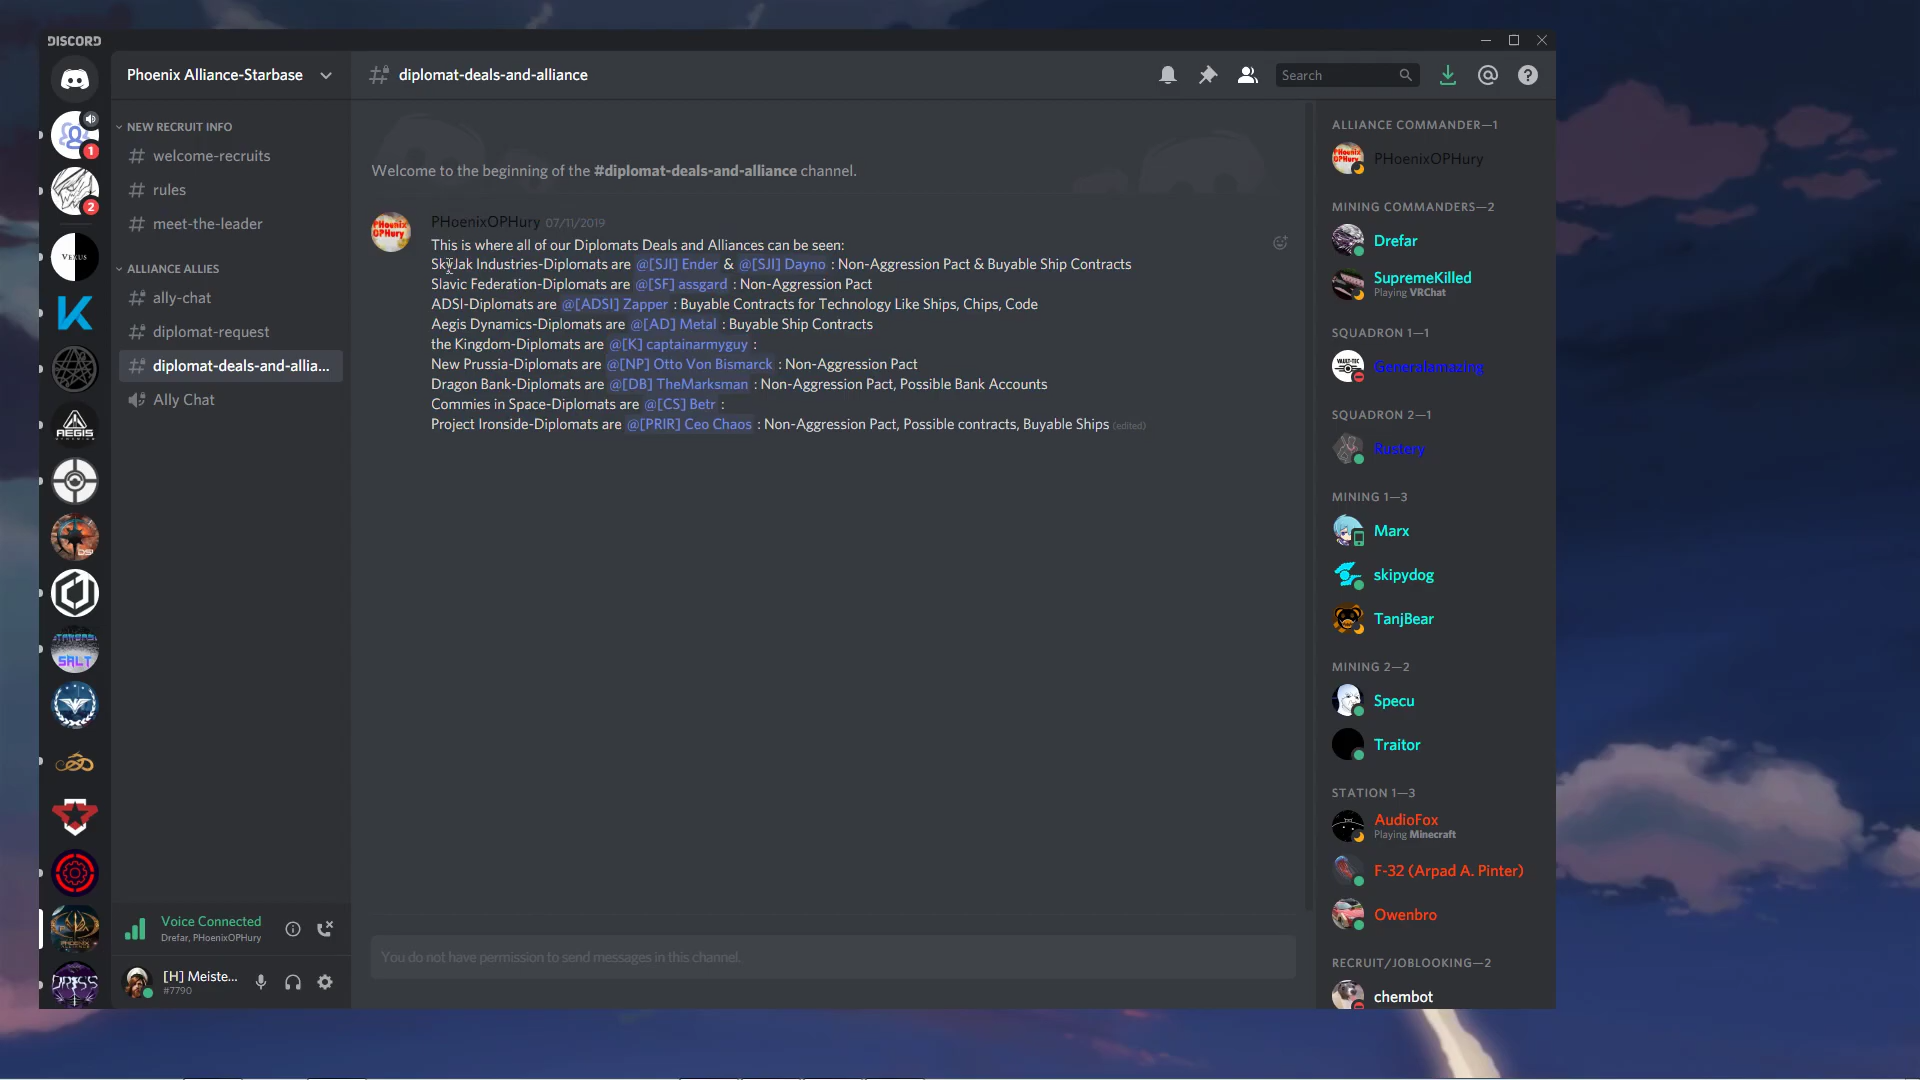 DISCORD
Phoenix Alliance-Starbase
diplomat-deals-and-alliance
Search
NEW RECRUIT INFO
welcome-recruits
rules
meet-the-leader
ALLIANCE ALLIES
ally-chat
diplomat-request
diplomat-deals-and-allia...
Ally Chat
Welcome to the beginning of the #diplomat-deals-and-alliance channel.
PHoenixOPHury 07/11/2019
This is where all of our Diplomats Deals and Alliances can be seen:
SkyJak Industries-Diplomats are @[SJI] Ender & @[SJI] Dayno : Non-Aggression Pact & Buyable Ship Contracts
Slavic Federation-Diplomats are @[SF] assgard : Non-Aggression Pact
ADSI-Diplomats are @[ADSI] Zapper : Buyable Contracts for Technology Like Ships, Chips, Code
Aegis Dynamics-Diplomats are @[AD] Metal : Buyable Ship Contracts
the Kingdom-Diplomats are @[K] captainarmyguy :
New Prussia-Diplomats are @[NP] Otto Von Bismarck : Non-Aggression Pact
Dragon Bank-Diplomats are @[DB] TheMarksman : Non-Aggression Pact, Possible Bank Accounts
Commies in Space-Diplomats are @[CS] Betr :
Project Ironside-Diplomats are @[PRIR] Ceo Chaos : Non-Aggression Pact, Possible contracts, Buyable Ships (edited)
You do not have permission to send messages in this channel.
Voice Connected
Drefar, PHoenixOPHury
[H] Meiste...
#7790
ALLIANCE COMMANDER—1
PHoenixOPHury
MINING COMMANDERS—2
Drefar
SupremeKilled
Playing VRChat
SQUADRON 1—1
Generalamazing
SQUADRON 2—1
Rustery
MINING 1—3
Marx
skipydog
TanjBear
MINING 2—2
Specu
Traitor
STATION 1—3
AudioFox
Playing Minecraft
F-32 (Arpad A. Pinter)
Owenbro
RECRUIT/JOBLOOKING—2
chembot
1
2
VEXUS
AEGIS
DSI
SALT
PHOENIX